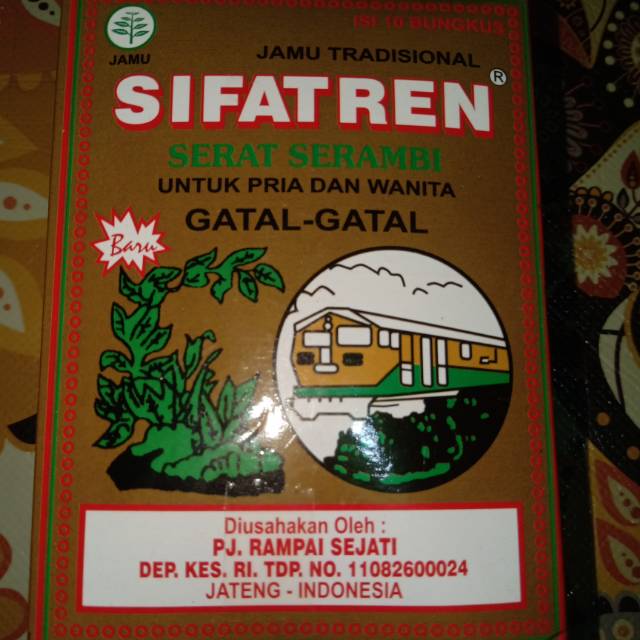 ISI 10 BUNGKUS
JAMU
JAMU TRADISIONAL
SIFATREN®
SERAT SERAMBI
UNTUK PRIA DAN WANITA
GATAL-GATAL
Baru
Diusahakan Oleh :
PJ. RAMPAI SEJATI
DEP. KES. RI. TDP. NO. 11082600024
JATENG - INDONESIA